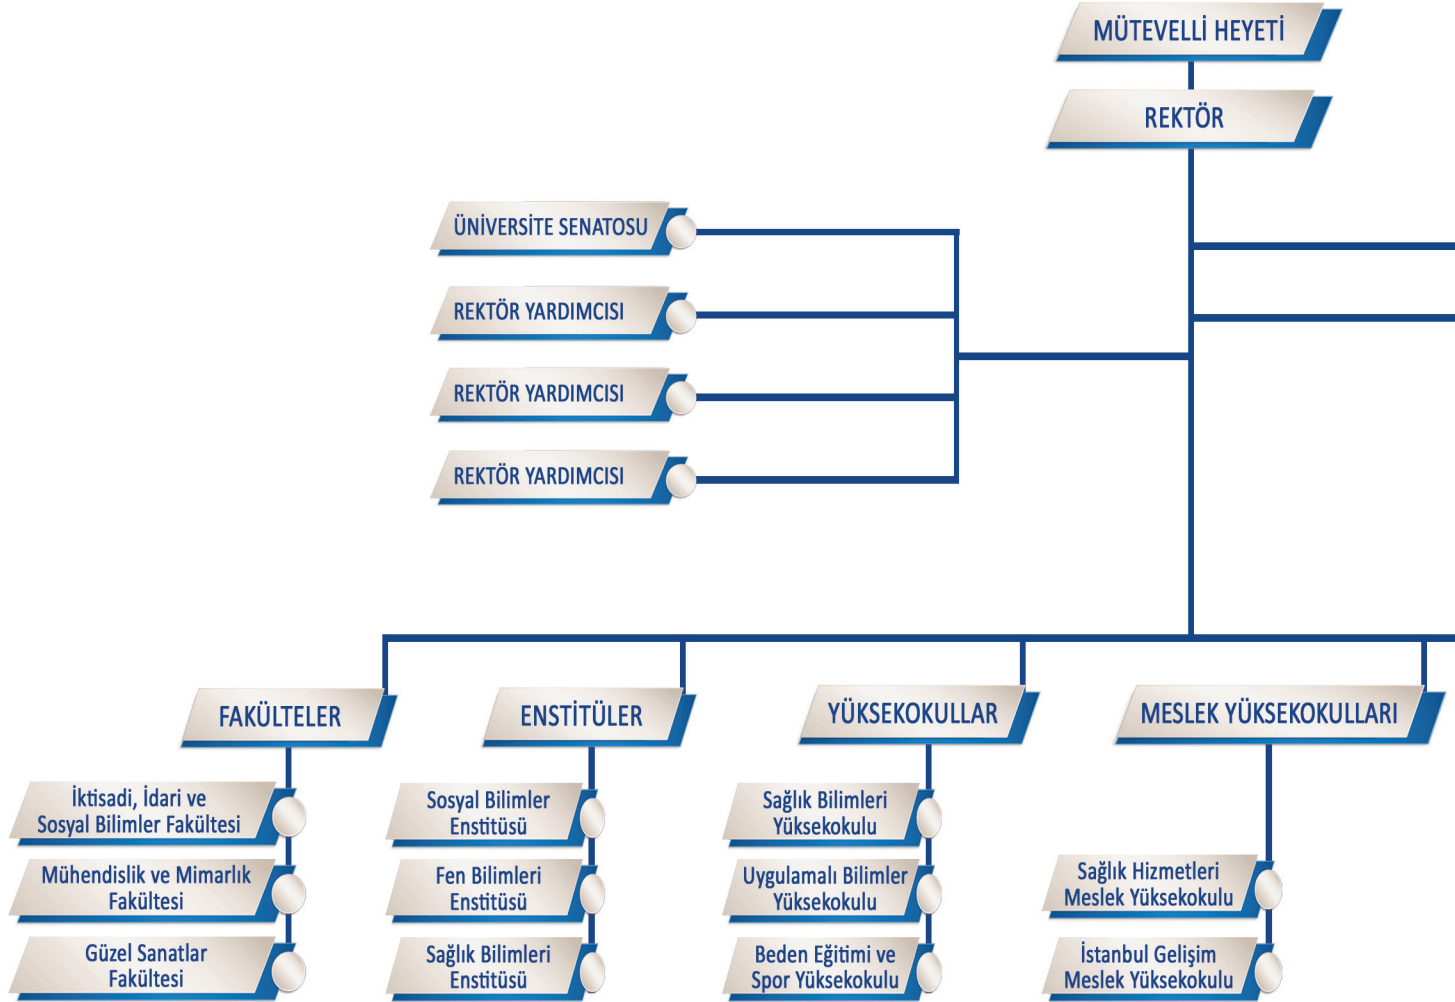 MÜTEVELLİ HEYETİ
REKTÖR
ÜNİVERSİTE SENATOSU
REKTÖR YARDIMCISI
REKTÖR YARDIMCISI
REKTÖR YARDIMCISI
FAKÜLTELER
İktisadi, İdari ve
Sosyal Bilimler Fakültesi
Mühendislik ve Mimarlık
Fakültesi
Güzel Sanatlar
Fakültesi
ENSTİTÜLER
Sosyal Bilimler
Enstitüsü
Fen Bilimleri
Enstitüsü
Sağlık Bilimleri
Enstitüsü
YÜKSEKOKULLAR
Sağlık Bilimleri
Yüksekokulu
Uygulamalı Bilimler
Yüksekokulu
Beden Eğitimi ve
Spor Yüksekokulu
MESLEK YÜKSEKOKULLARI
Sağlık Hizmetleri
Meslek Yüksekokulu
İstanbul Gelişim
Meslek Yüksekokulu